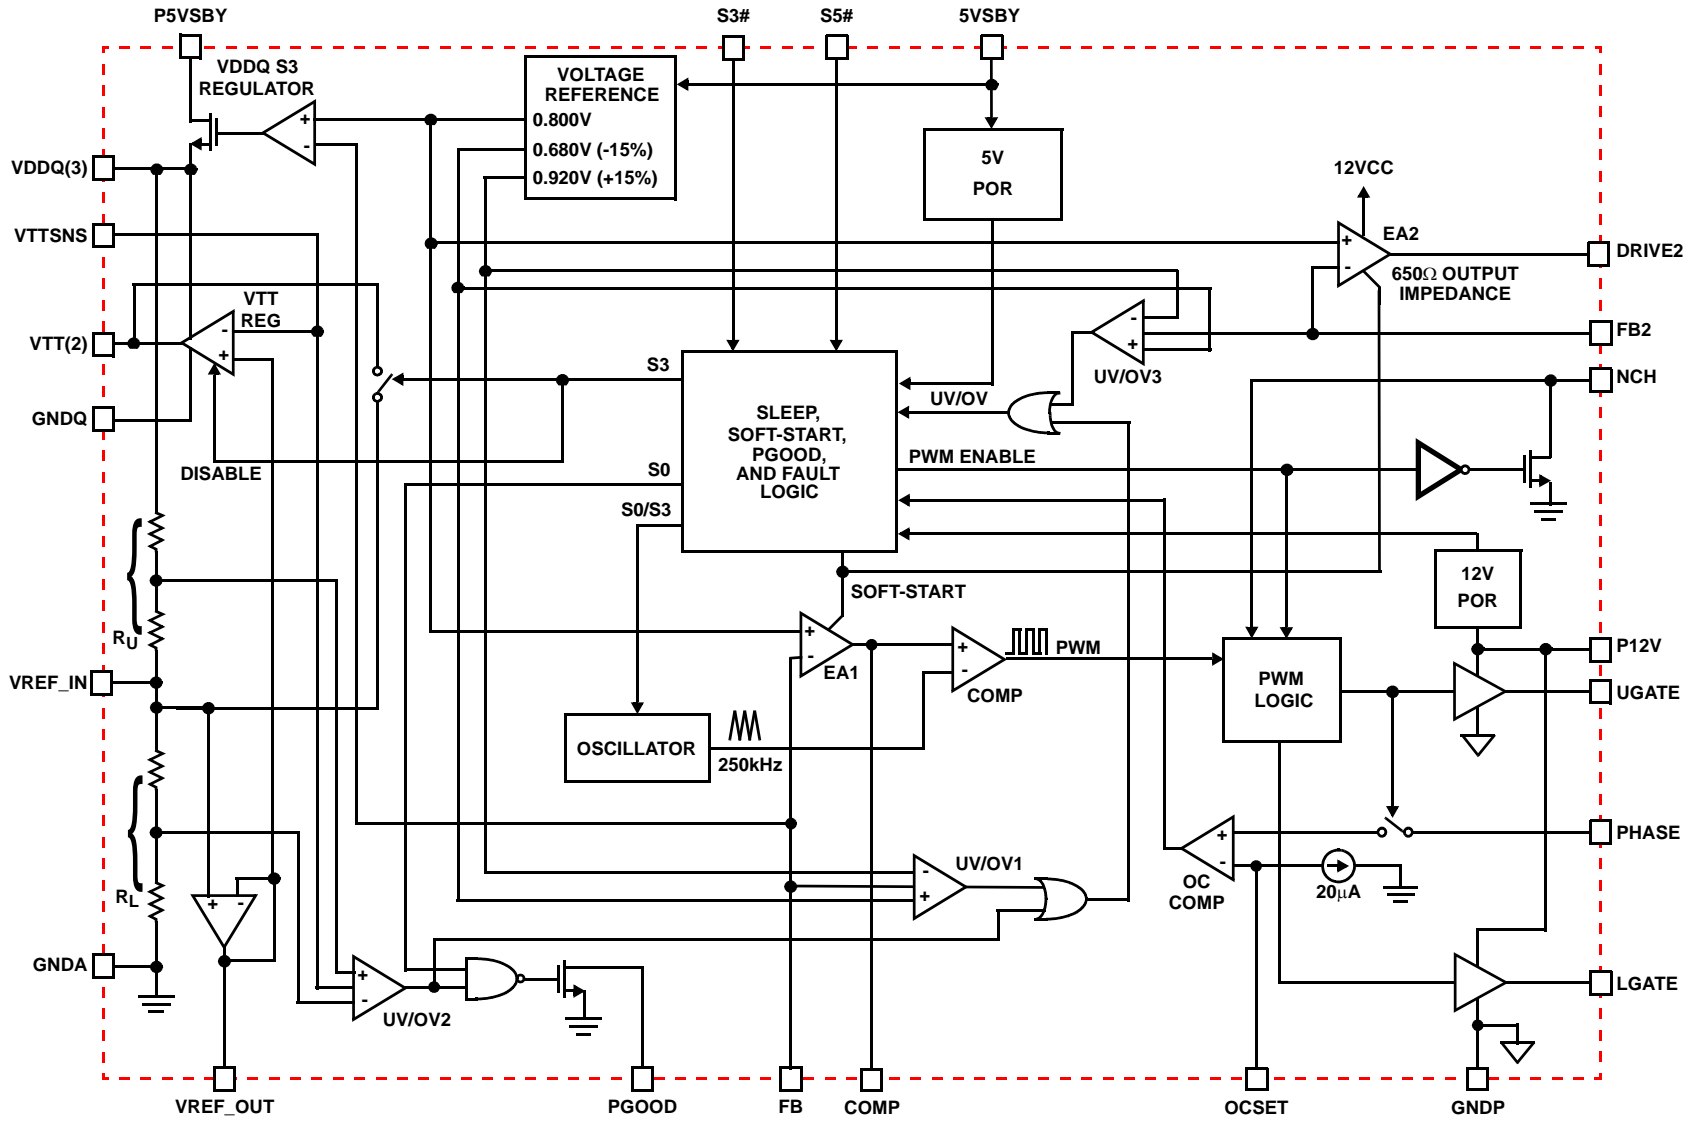 P5VSBY
S3#
S5#
5VSBY
VDDQ S3
REGULATOR
+
-
VOLTAGE
REFERENCE
0.800V
0.680V (-15%)
0.920V (+15%)
5V
POR
12VCC
EA2
+
-
650Ω OUTPUT
IMPEDANCE
DRIVE2
VDDQ(3)
VTTSNS
VTT
REG
-
+
VTT(2)
GNDQ
DISABLE
S3
S0
S0/S3
SLEEP,
SOFT-START,
PGOOD,
AND FAULT
LOGIC
UV/OV
PWM ENABLE
-
+
UV/OV3
FB2
NCH
SOFT-START
12V
POR
RU
+
-
EA1
+
-
COMP
PWM
PWM
LOGIC
P12V
UGATE
VREF_IN
OSCILLATOR
250kHz
PHASE
+
-
OC
COMP
20μA
RL
+
-
-
+
UV/OV1
GNDA
+
-
UV/OV2
LGATE
VREF_OUT
PGOOD
FB
COMP
OCSET
GNDP